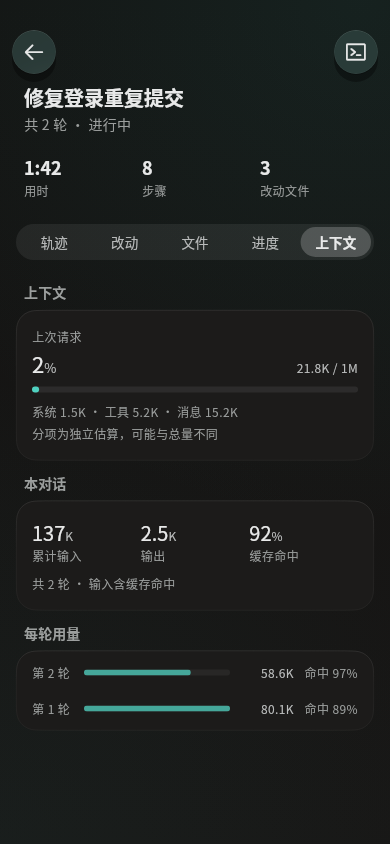 修复登录重复提交
共 2 轮 · 进行中
1:42 8 3
用时 步骤 改动文件
轨迹 改动 文件 进度 上下文
上下文
上次请求
2% 21.8K / 1M
系统 1.5K · 工具 5.2K · 消息 15.2K
分项为独立估算，可能与总量不同
本对话
137K 2.5K 92%
累计输入 输出 缓存命中
共 2 轮 · 输入含缓存命中
每轮用量
第 2 轮 58.6K 命中 97%
第 1 轮 80.1K 命中 89%